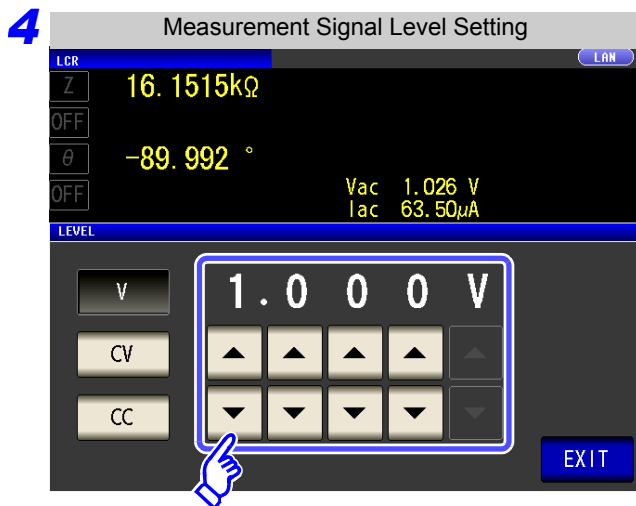 4 Measurement Signal Level Setting
LCR LAN
Z 16.1515kΩ
OFF
θ -89.992 °
OFF
Vac 1.026 V
Iac 63.50μA
LEVEL
V
1.000 V
CV
CC
EXIT